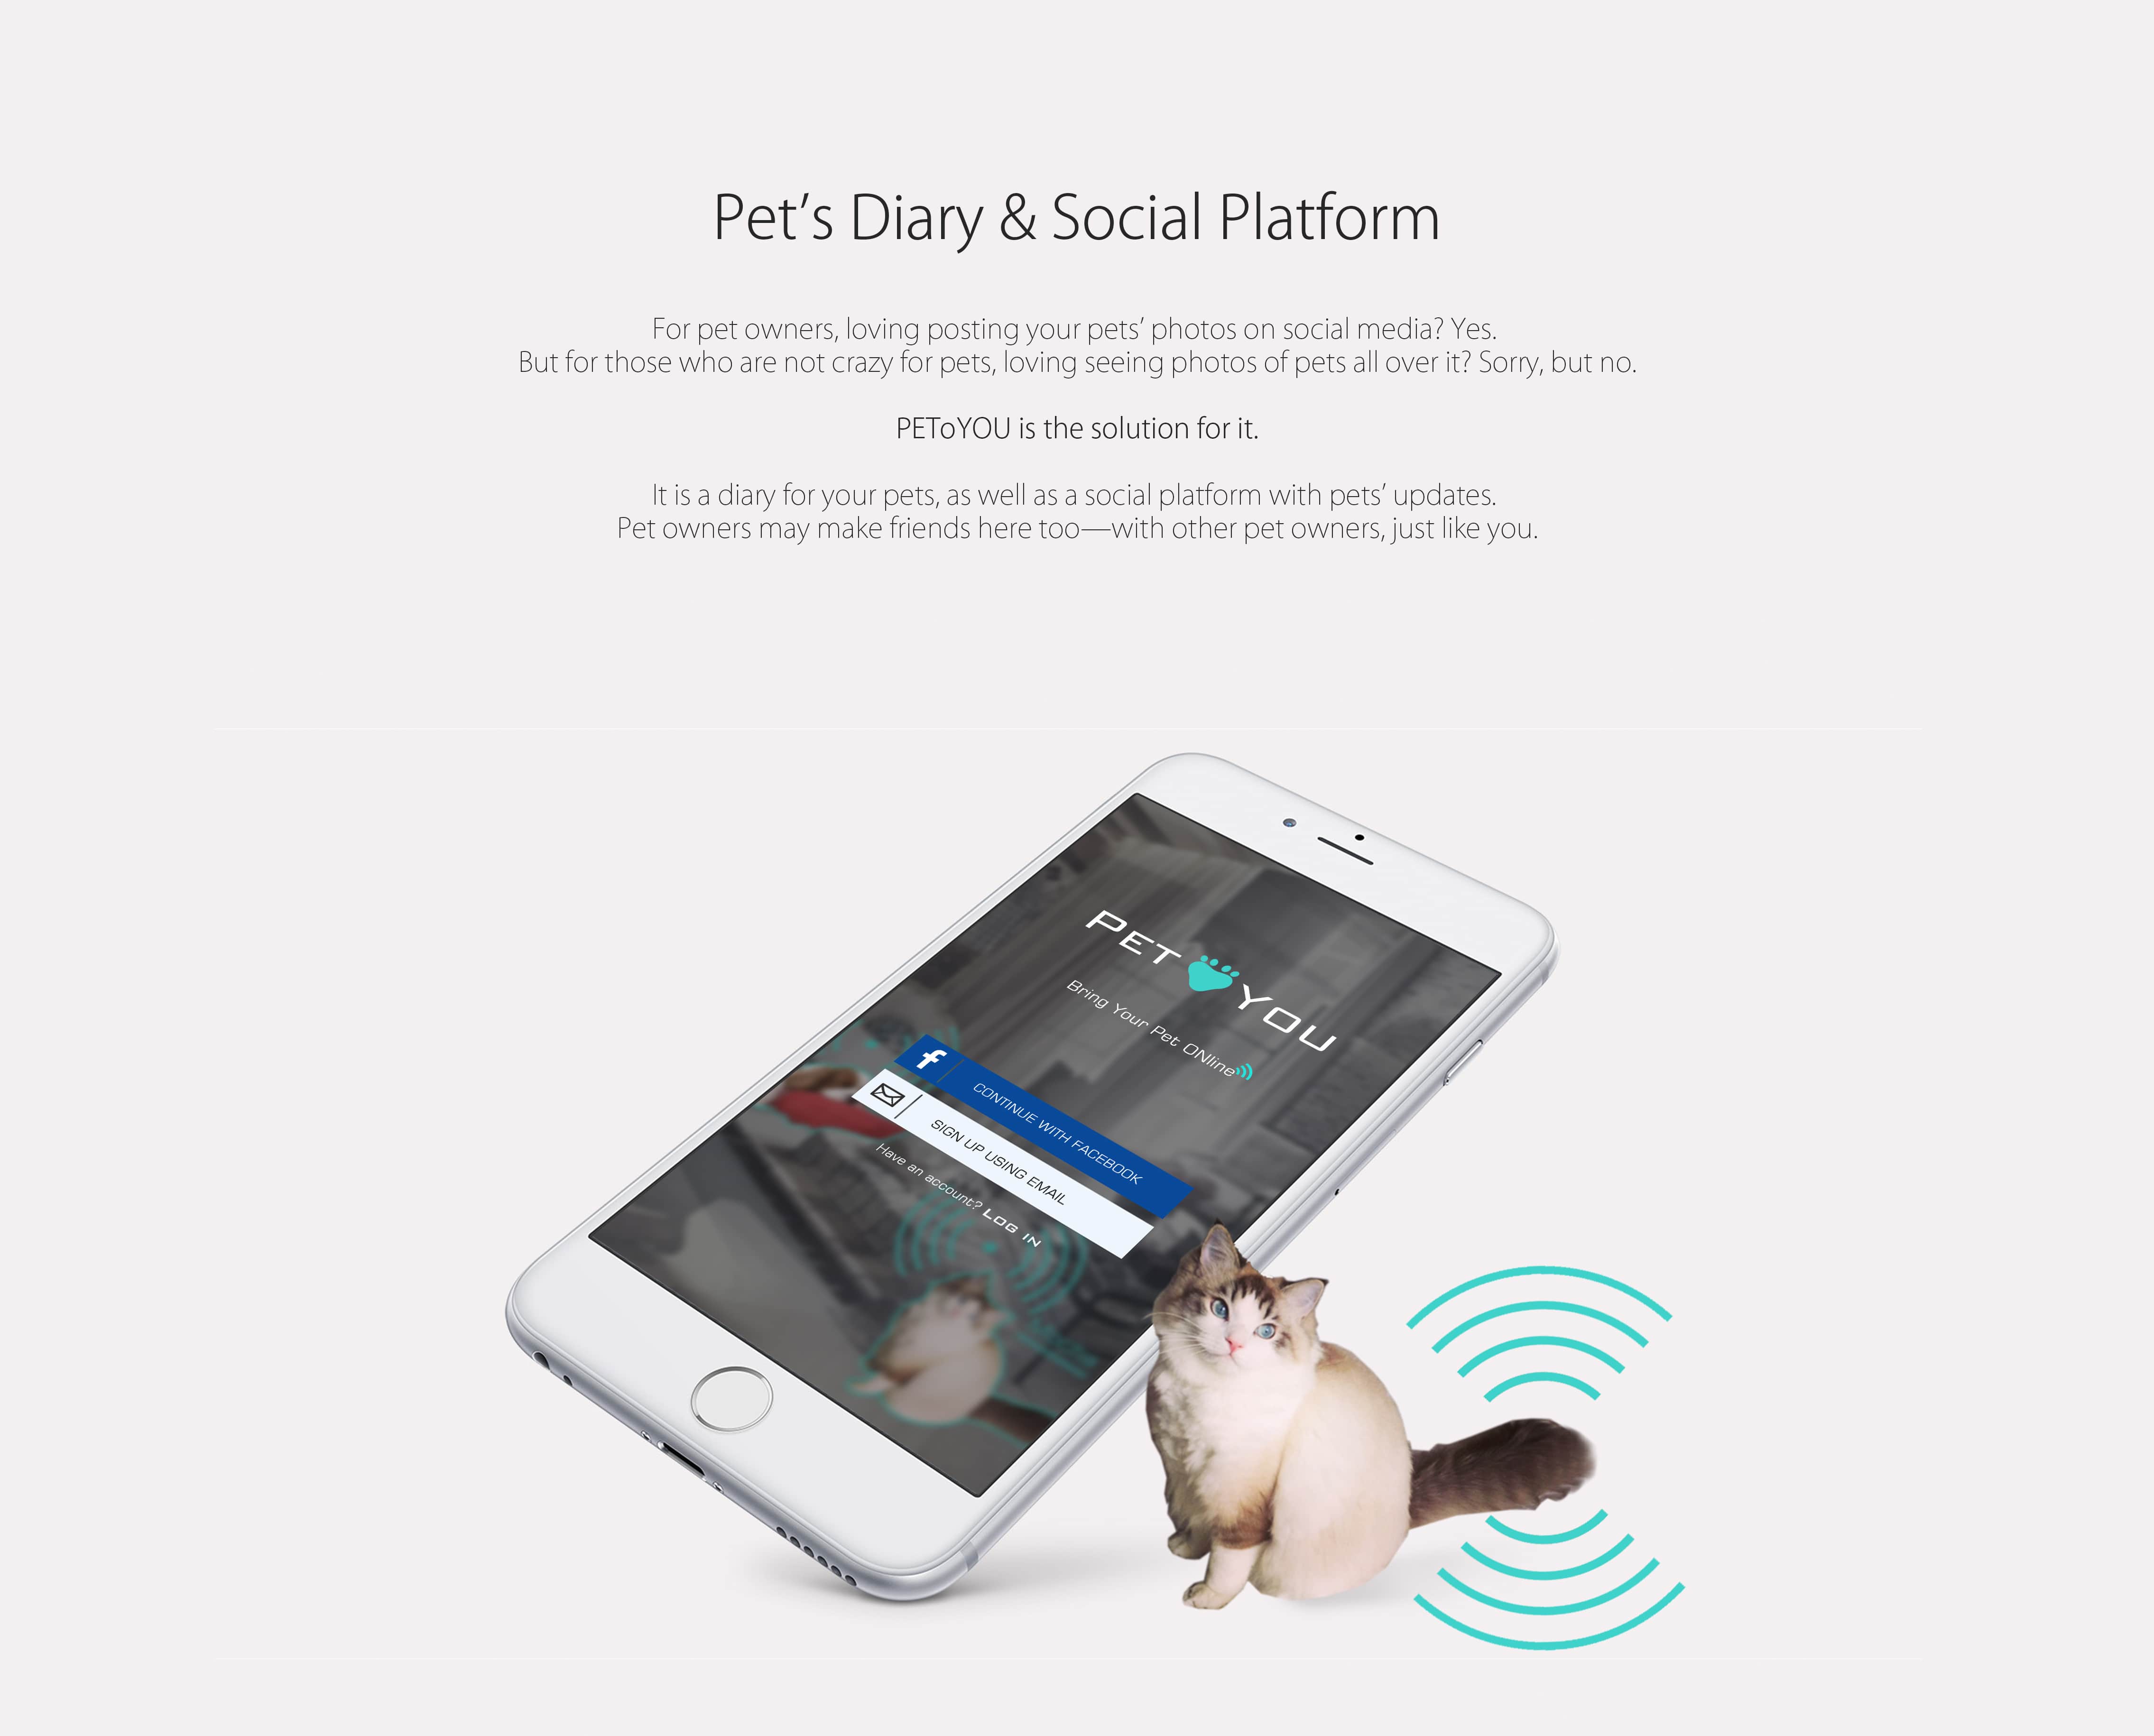 Pet’s Diary & Social Platform
For pet owners, loving posting your pets’ photos on social media? Yes.
But for those who are not crazy for pets, loving seeing photos of pets all over it? Sorry, but no.
PEToYOU is the solution for it.
It is a diary for your pets, as well as a social platform with pets’ updates.
Pet owners may make friends here too—with other pet owners, just like you.
PET YOU
Bring Your Pet ONline
f CONTINUE WITH FACEBOOK
SIGN UP USING EMAIL
Have an account? LOG IN